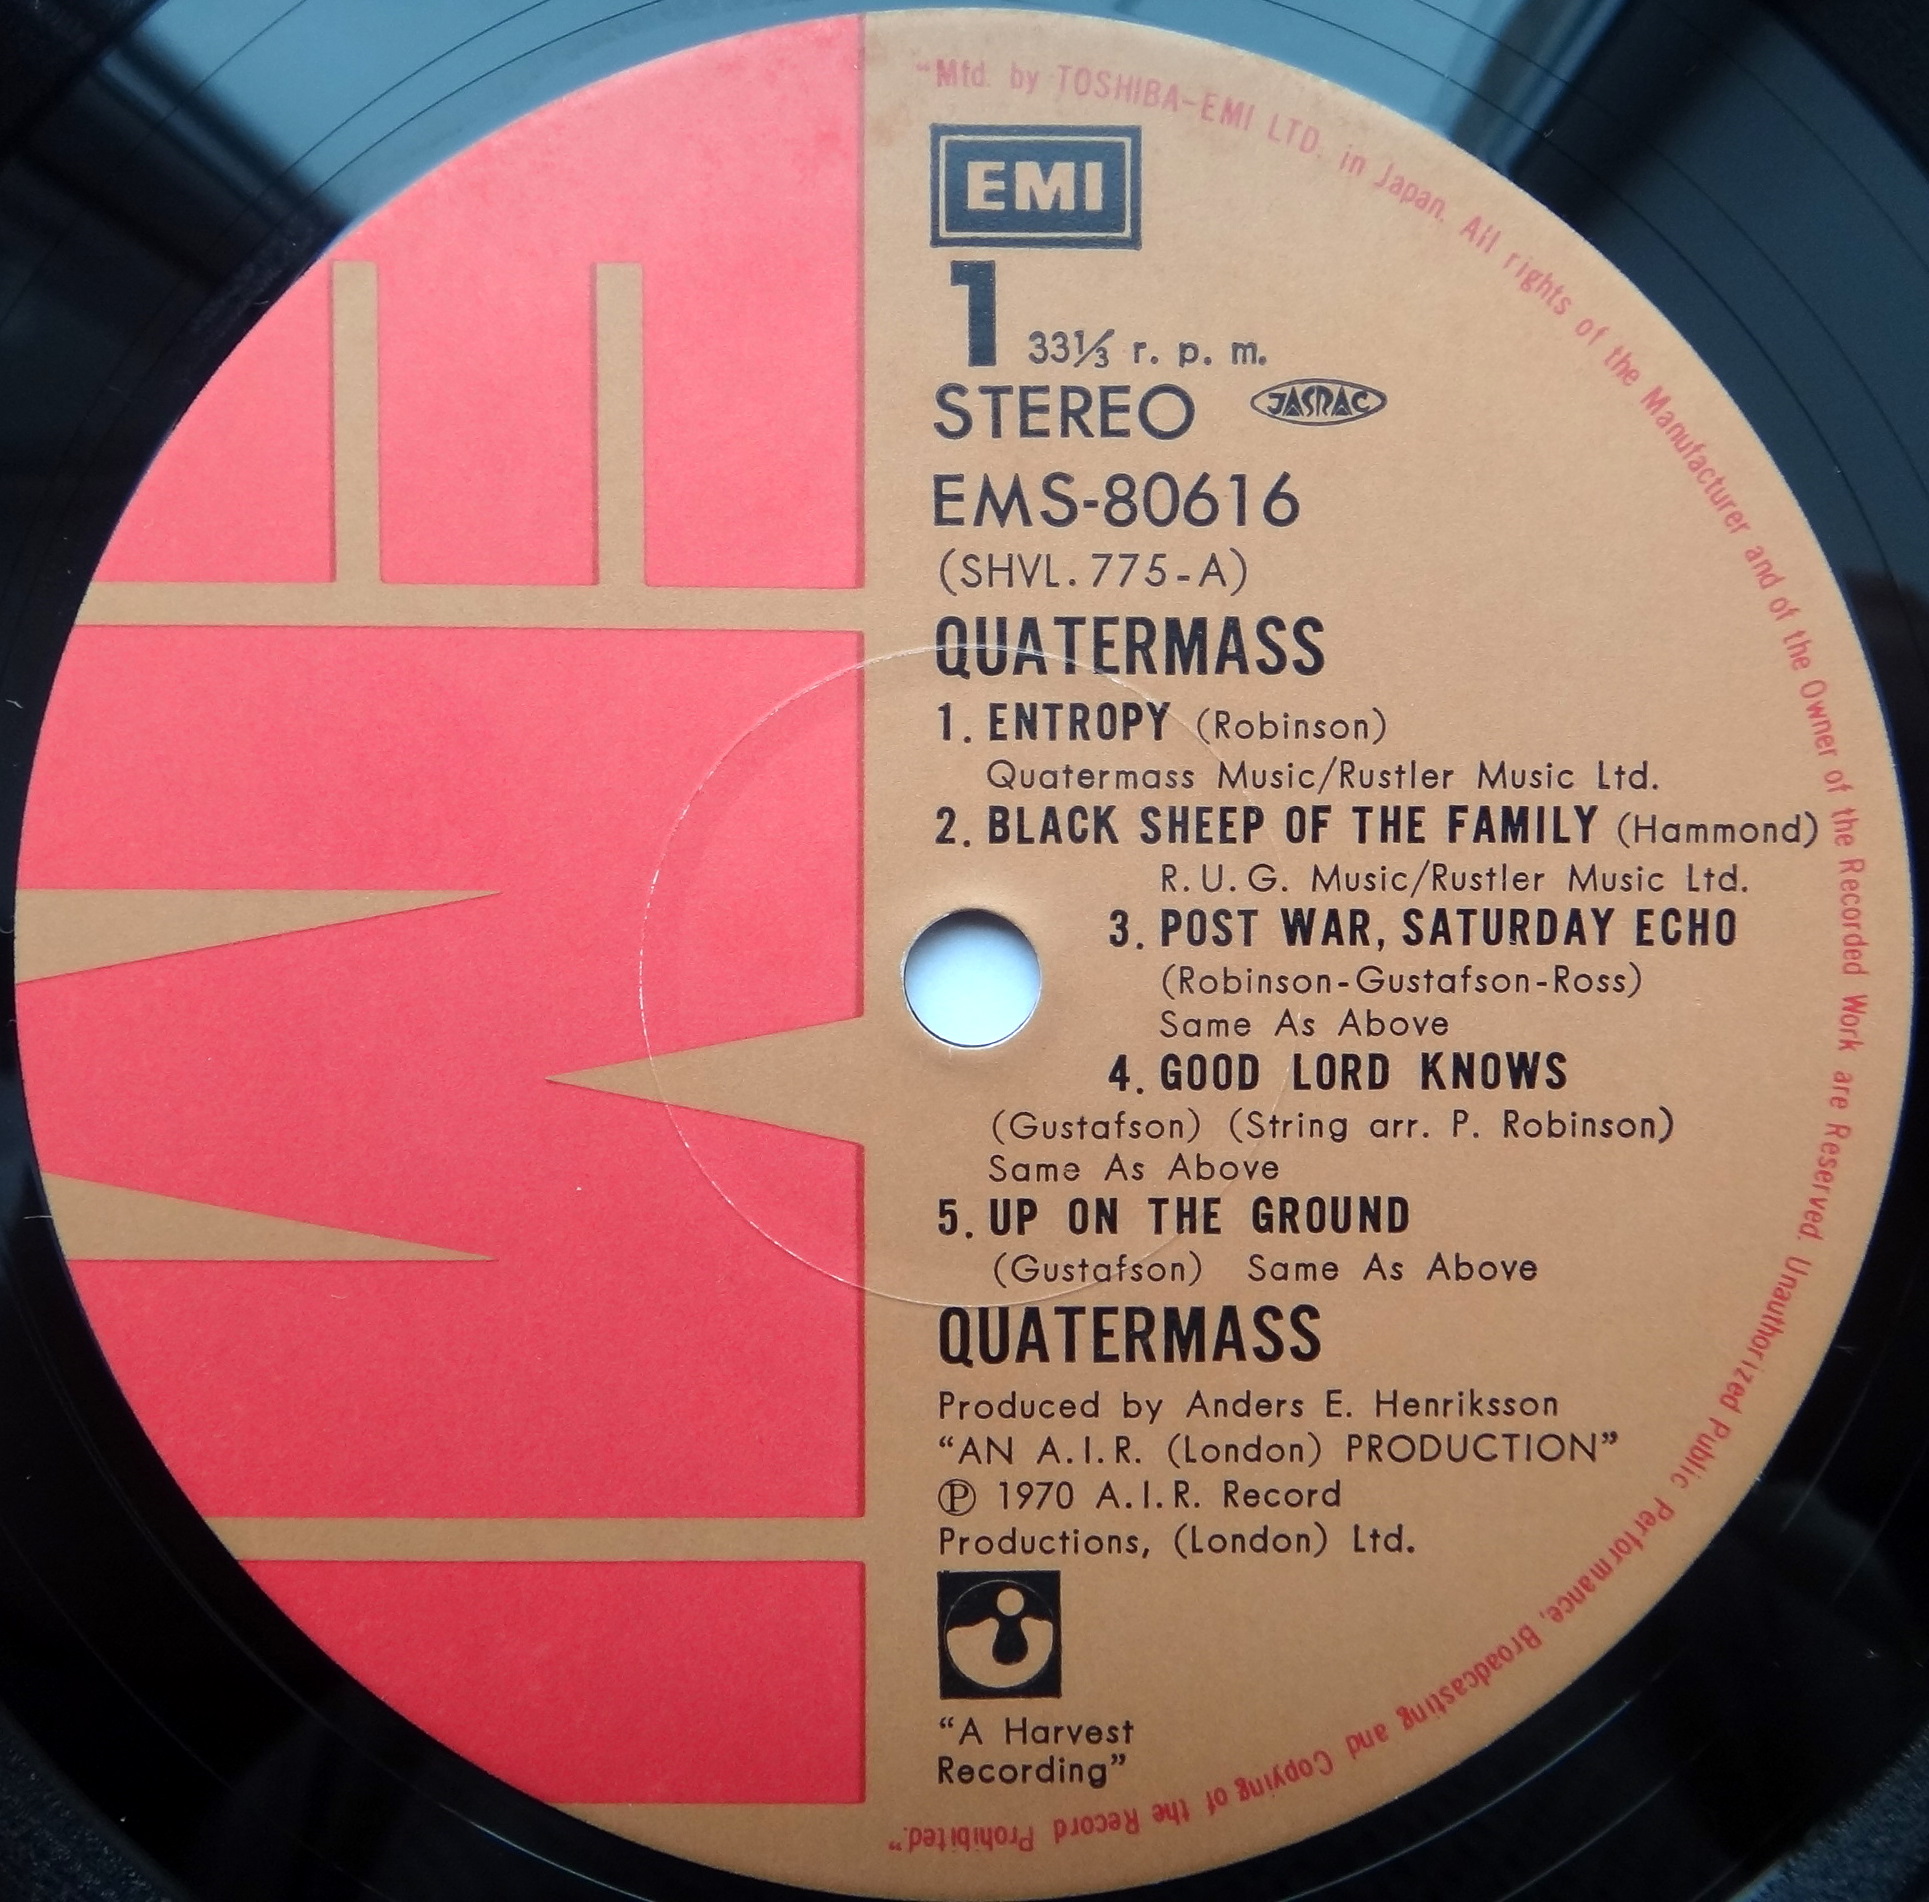 "Mfd. by TOSHIBA-EMI LTD. in Japan. All rights of the Manufacturer and of the Owner of the Recorded Work are Reserved. Unauthorized Public Performance, Broadcasting and Copying of the Record Prohibited."
EMI
1 33⅓ r. p. m.
STEREO JASRAC
EMS-80616
(SHVL. 775-A)
QUATERMASS
1. ENTROPY (Robinson)
Quatermass Music/Rustler Music Ltd.
2. BLACK SHEEP OF THE FAMILY (Hammond)
R.U.G. Music/Rustler Music Ltd.
3. POST WAR, SATURDAY ECHO
(Robinson-Gustafson-Ross)
Same As Above
4. GOOD LORD KNOWS
(Gustafson) (String arr. P. Robinson)
Same As Above
5. UP ON THE GROUND
(Gustafson) Same As Above
QUATERMASS
Produced by Anders E. Henriksson
“AN A.I.R. (London) PRODUCTION”
Ⓟ 1970 A.I.R. Record
Productions, (London) Ltd.
“A Harvest
Recording”